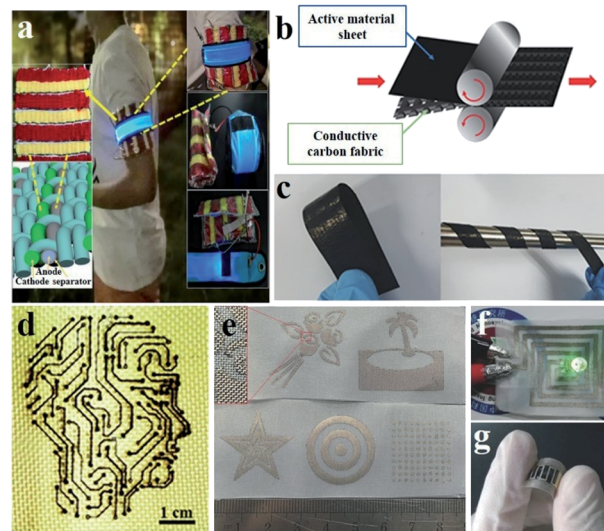 a
Anode
Cathode separator
b
Active material
sheet
Conductive
carbon fabric
c
d
1 cm
e
f
g